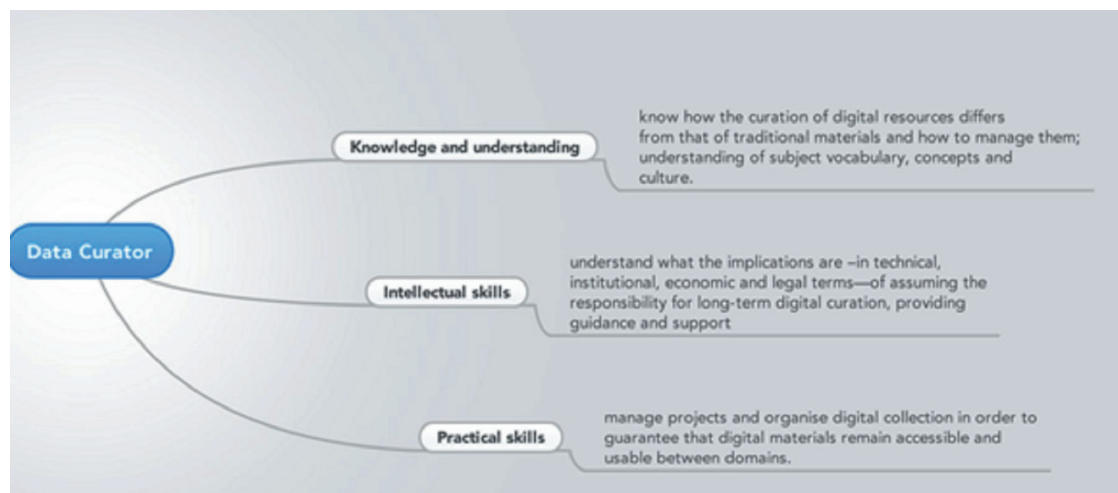 Data Curator
Knowledge and understanding
know how the curation of digital resources differs
from that of traditional materials and how to manage them;
understanding of subject vocabulary, concepts and
culture.
Intellectual skills
understand what the implications are –in technical,
institutional, economic and legal terms—of assuming the
responsibility for long-term digital curation, providing
guidance and support
Practical skills
manage projects and organise digital collection in order to
guarantee that digital materials remain accessible and
usable between domains.